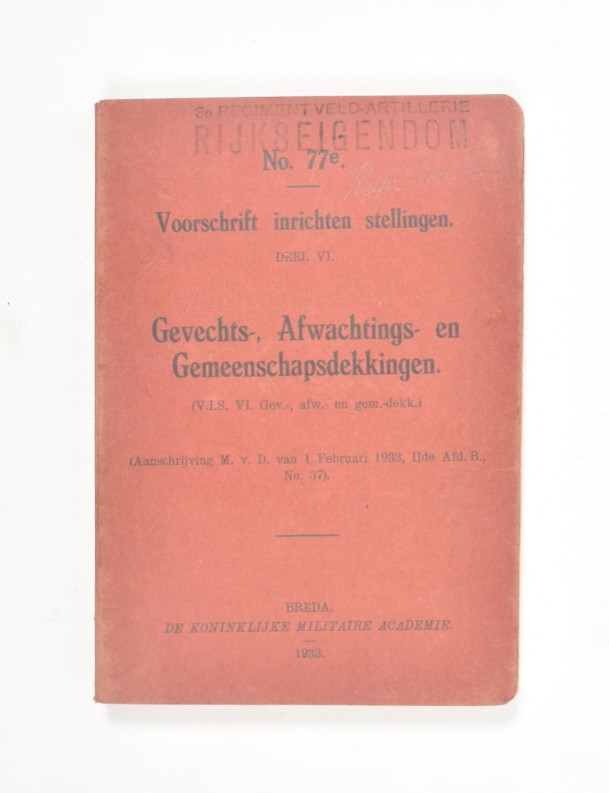 8e REGIMENT VELD-ARTILLERIE
RIJKSEIGENDOM
No. 77e.
Voorschrift inrichten stellingen.
DEEL VI.
Gevechts-, Afwachtings- en
Gemeenschapsdekkingen.
(V.I.S. VI. Gev.-, afw.- en gem.-dekk.)
(Aanschrijving M. v. D. van 1 Februari 1933, IIde Afd. B.,
No. 37).
BREDA.
DE KONINKLIJKE MILITAIRE ACADEMIE.
1933.